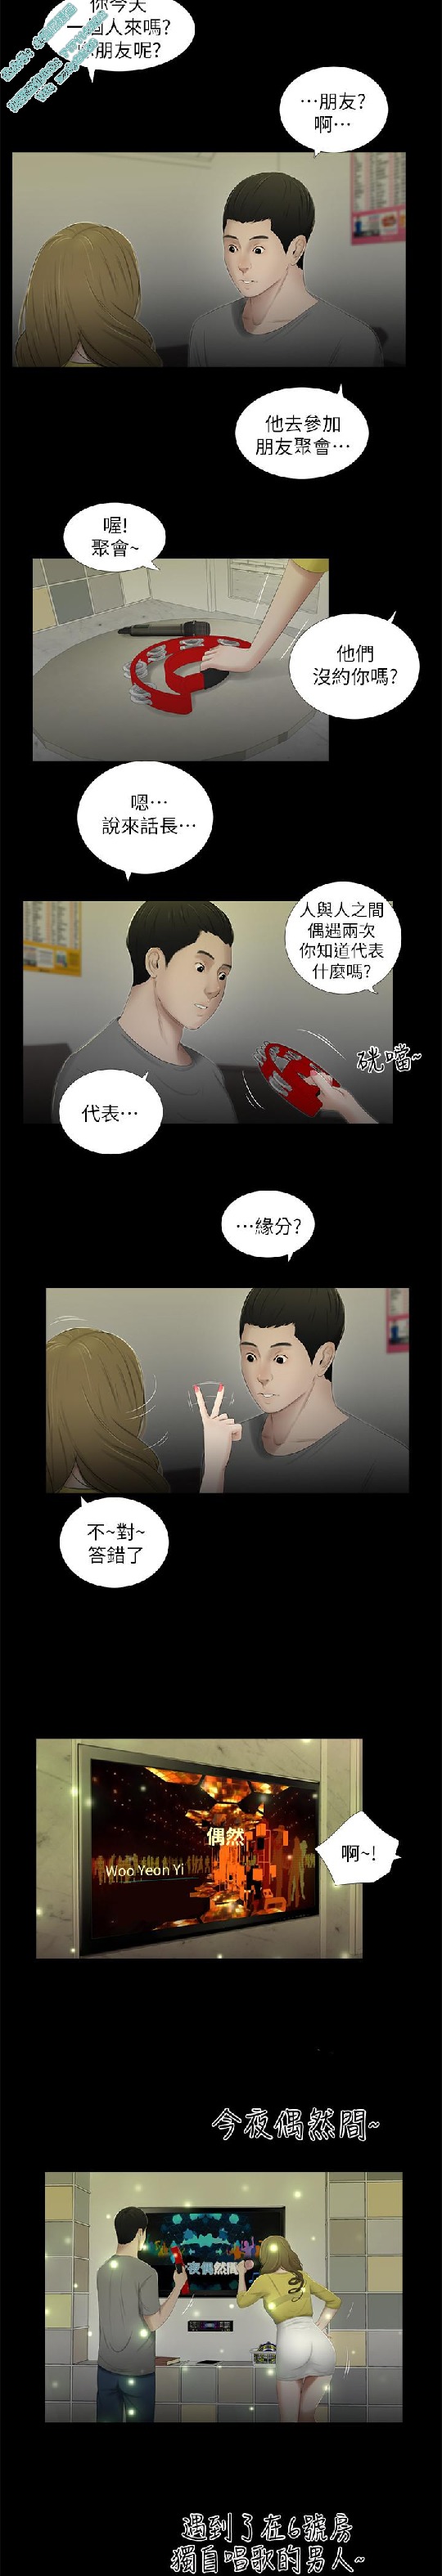 你今天
一個人來嗎?
朋友呢?
⋯朋友?
啊⋯
他去參加
朋友聚會⋯
喔!
聚會~
他們
沒約你嗎?
嗯⋯
說來話長⋯
人與人之間
偶遇兩次
你知道代表
什麼嗎?
硄噹~
代表⋯
⋯緣分?
不~對~
答錯了
偶然
Woo Yeon Yi
啊~!
今夜偶然間~
夜偶然間
遇到了在6號房
獨自唱歌的男人~